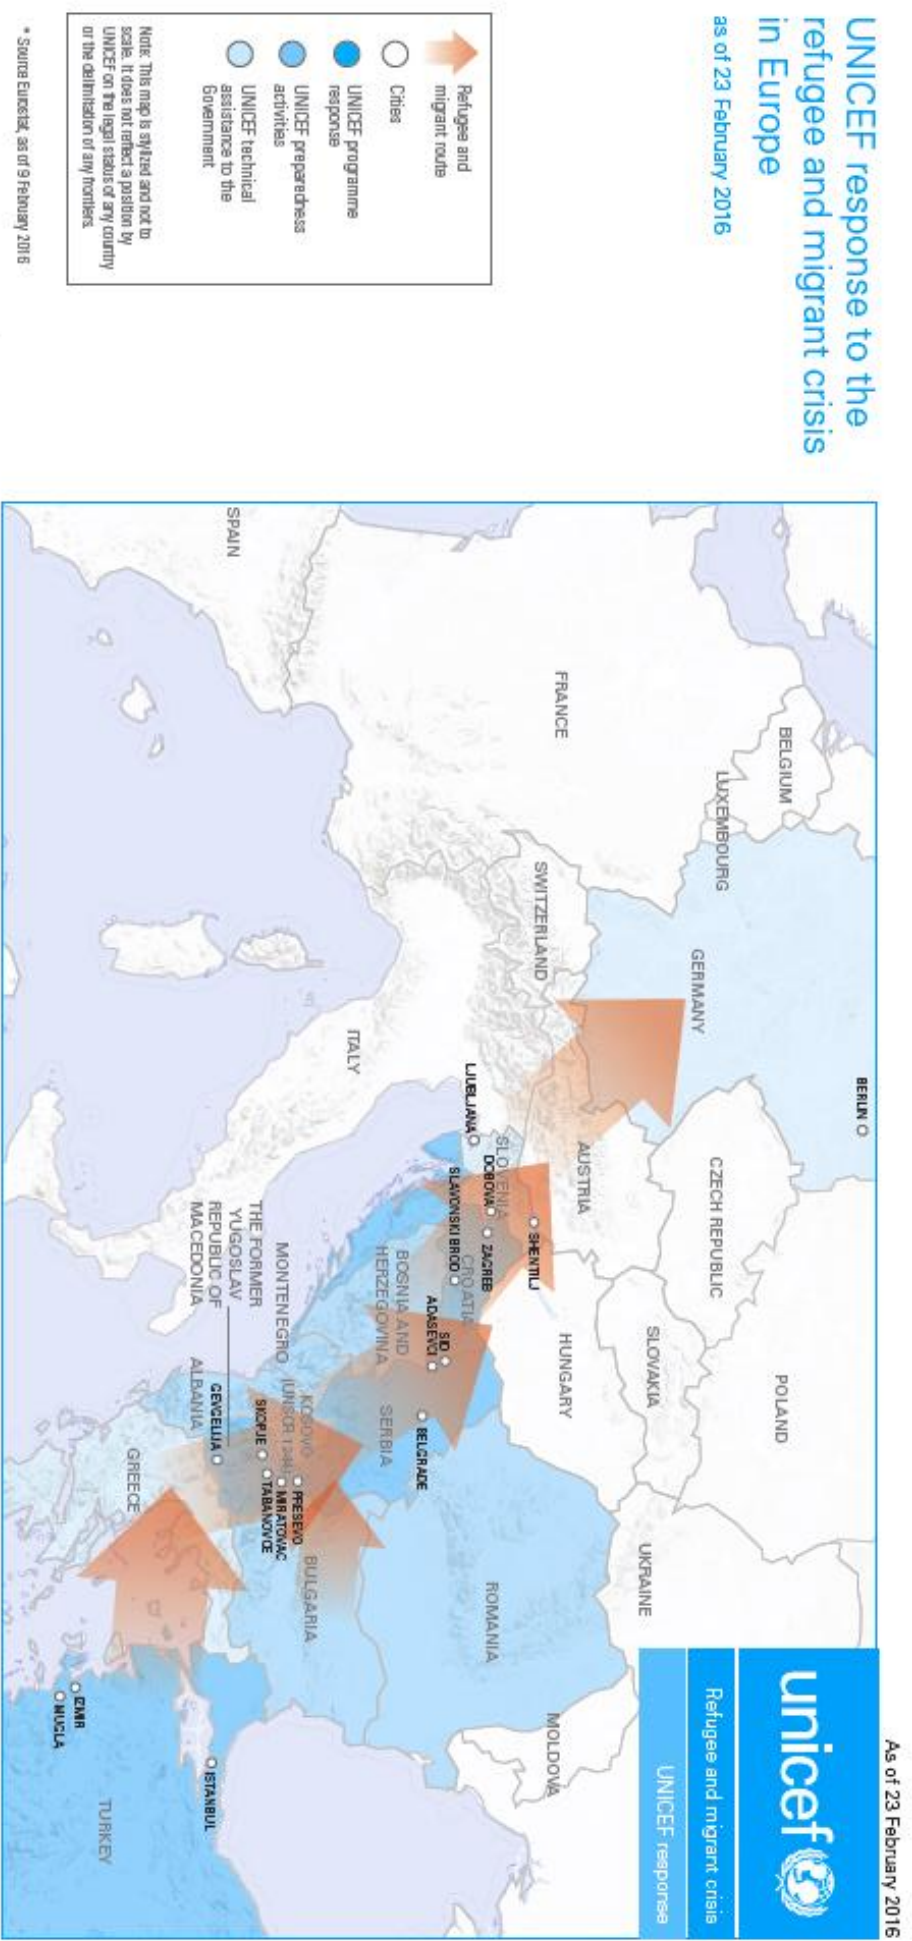 As of 23 February 2016
UNICEF response to the
refugee and migrant crisis
in Europe
as of 23 February 2016
Refugee and
migrant route
Cities
UNICEF programme
response
UNICEF preparedness
activities
UNICEF technical
assistance to the
Government
Note: This map is stylized and not to
scale. It does not reflect a position by
UNICEF on the legal status of any country
or the delimitation of any frontiers.
* Source Eurostat, as of 9 February 2016
unicef
Refugee and migrant crisis
UNICEF response
BERLIN
BELGIUM
LUXEMBOURG
GERMANY
CZECH REPUBLIC
POLAND
SLOVAKIA
UKRAINE
FRANCE
SWITZERLAND
AUSTRIA
HUNGARY
MOLDOVA
SHENTILJ
LJUBLJANA
SLOVENIA
DOBOVA
ZAGREB
SLAVONSKI BROD
CROATIA
ROMANIA
SID
ADASEVCI
BELGRADE
BOSNIA AND
HERZEGOVINA
SERBIA
ITALY
SPAIN
MONTENEGRO
KOSOVO
(UNSCR 1244)
PRESEVO
MIRATOVAC
TABANOVCE
BULGARIA
THE FORMER
YUGOSLAV
REPUBLIC OF
MACEDONIA
SKOPJE
GEVGELIJA
ALBANIA
GREECE
ISTANBUL
IZMIR
MUGLA
TURKEY